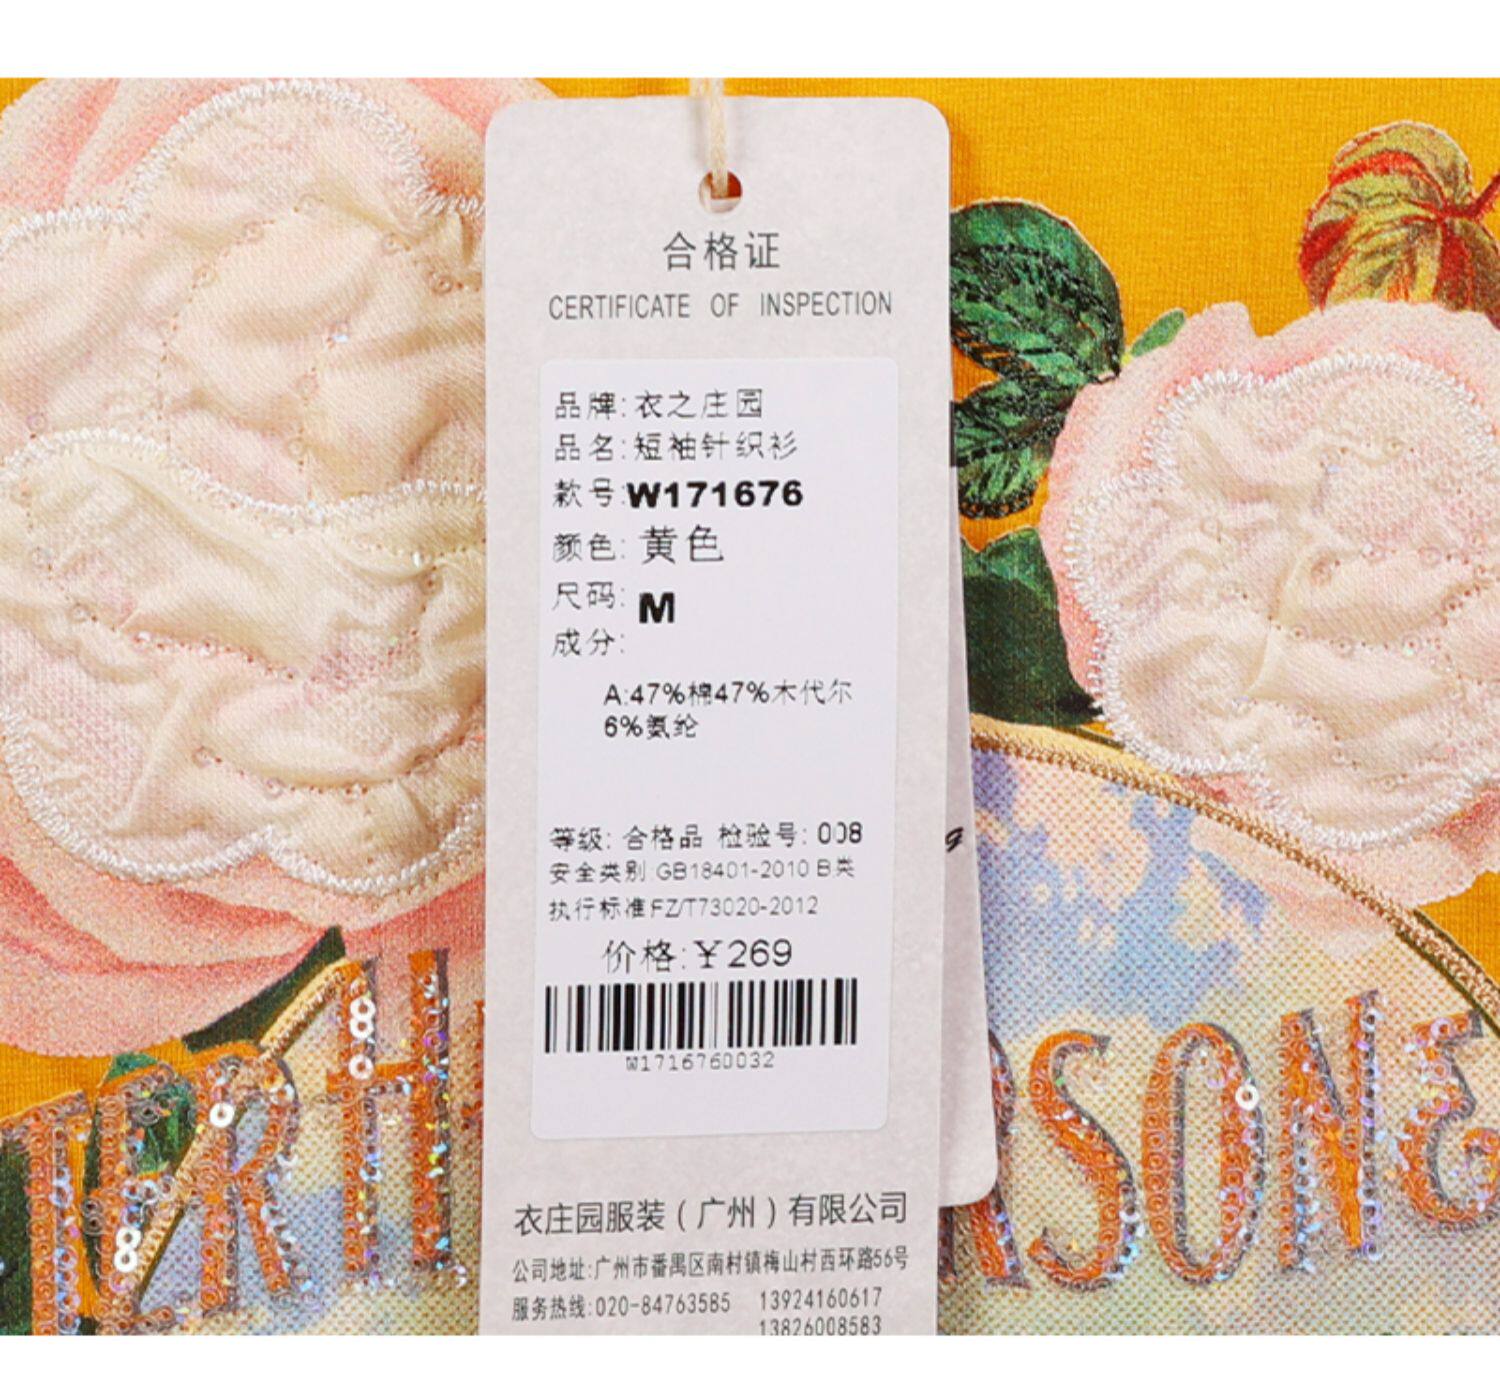 合格证
CERTIFICATE OF INSPECTION
品牌:衣之庄园
品名:短袖针织衫
款号:W171676
颜色:黄色
尺码:M
成分:
A:47%棉47%木代尔
6%氨纶
等级:合格品 检验号:008
安全类别:GB18401-2010 B类
执行标准FZ/T73020-2012
价格:¥269
W1716760032
衣庄园服装(广州)有限公司
公司地址:广州市番禺区南村镇梅山村西环路56号
服务热线:020-84763585 13924160617
13826008583